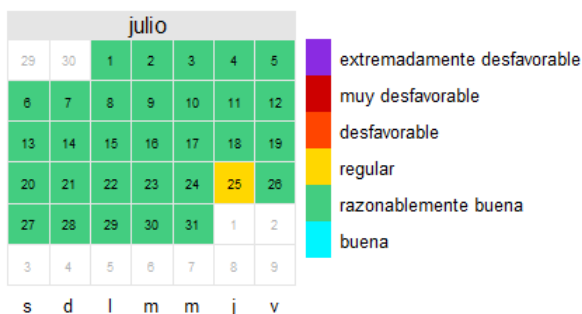 julio
29 30 1 2 3 4 5
6 7 8 9 10 11 12
13 14 15 16 17 18 19
20 21 22 23 24 25 26
27 28 29 30 31 1 2
3 4 5 6 7 8 9
s d l m m j v
extremadamente desfavorable
muy desfavorable
desfavorable
regular
razonablemente buena
buena